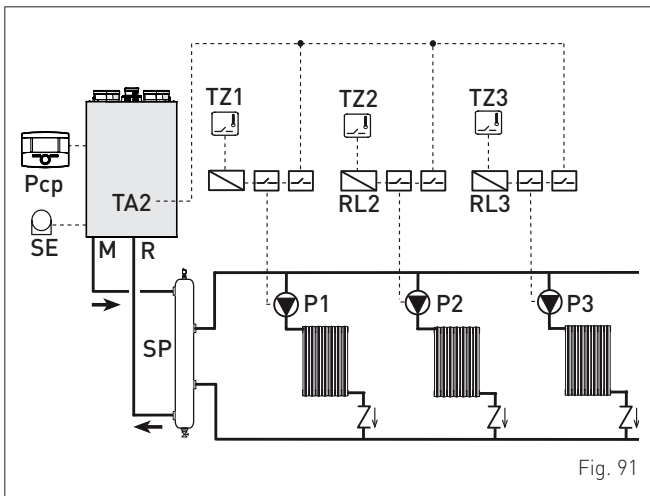 TZ1 TZ2 TZ3
Pcp
TA2 RL2 RL3
SE
M R
P1 P2 P3
SP
Fig. 91